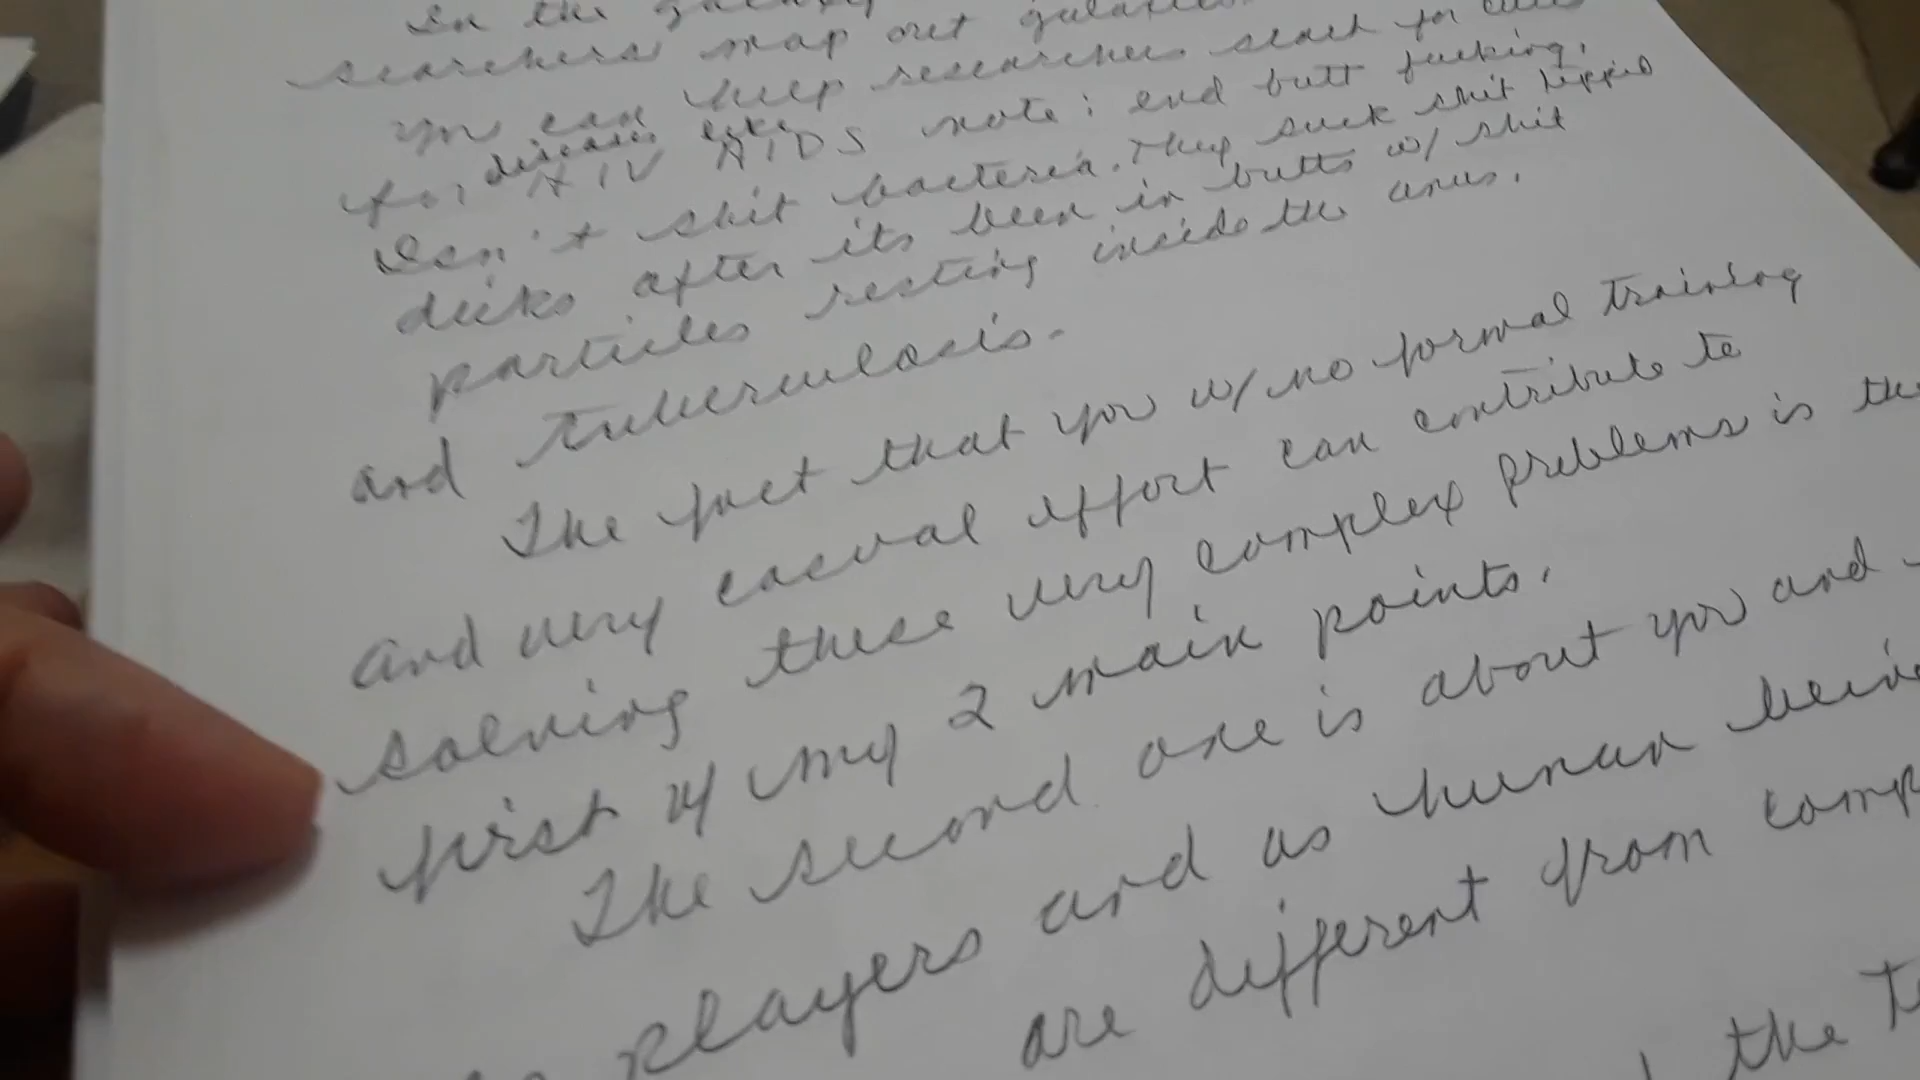 In the galaxy
searchers map out galaxies
You can help researchers search for cures
for diseases like HIV AIDS note: end butt fucking.
Isn't shit bacteria. They suck shit tipped
dicks after its been in butts w/ shit
particles resting inside the anus.
and tuberculosis.
The fact that you w/ no formal training
and very casual effort can contribute to
solving these very complex problems is the
first of my 2 main points.
The second one is about you and
players and as human being
are different from comp
the t